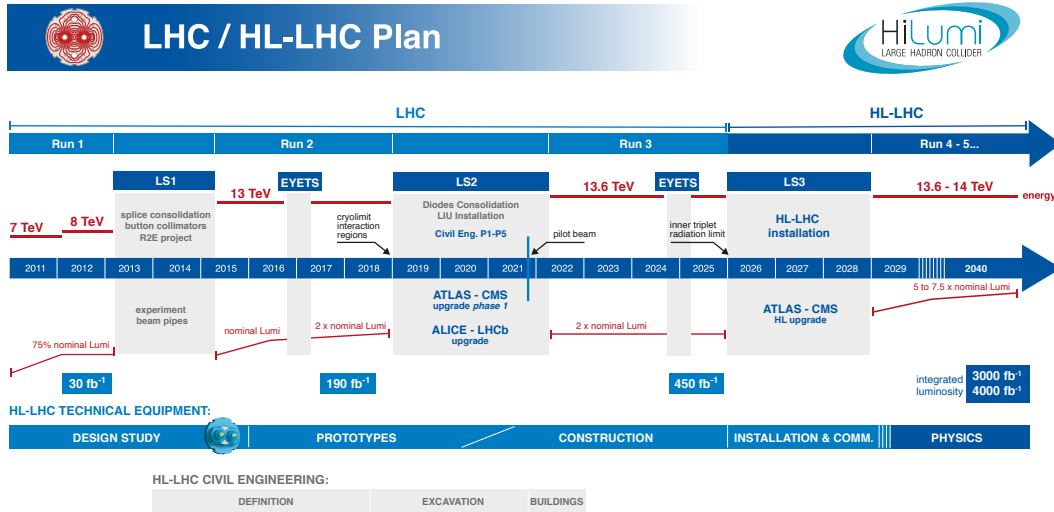 LHC / HL-LHC Plan
HiLumi
LARGE HADRON COLLIDER
LHC
HL-LHC
Run 1
Run 2
Run 3
Run 4 - 5...
LS1
EYETS
LS2
EYETS
LS3
7 TeV
8 TeV
13 TeV
13.6 TeV
13.6 - 14 TeV
energy
splice consolidation
button collimators
R2E project
cryolimit
interaction
regions
Diodes Consolidation
LIU Installation
Civil Eng. P1-P5
pilot beam
inner triplet
radiation limit
HL-LHC
installation
2011 2012 2013 2014 2015 2016 2017 2018 2019 2020 2021 2022 2023 2024 2025 2026 2027 2028 2029 2040
experiment
beam pipes
ATLAS - CMS
upgrade phase 1
ALICE - LHCb
upgrade
ATLAS - CMS
HL upgrade
75% nominal Lumi
nominal Lumi
2 x nominal Lumi
2 x nominal Lumi
5 to 7.5 x nominal Lumi
30 fb⁻¹
190 fb⁻¹
450 fb⁻¹
integrated
luminosity
3000 fb⁻¹
4000 fb⁻¹
HL-LHC TECHNICAL EQUIPMENT:
DESIGN STUDY
PROTOTYPES
CONSTRUCTION
INSTALLATION & COMM.
PHYSICS
HL-LHC CIVIL ENGINEERING:
DEFINITION
EXCAVATION
BUILDINGS